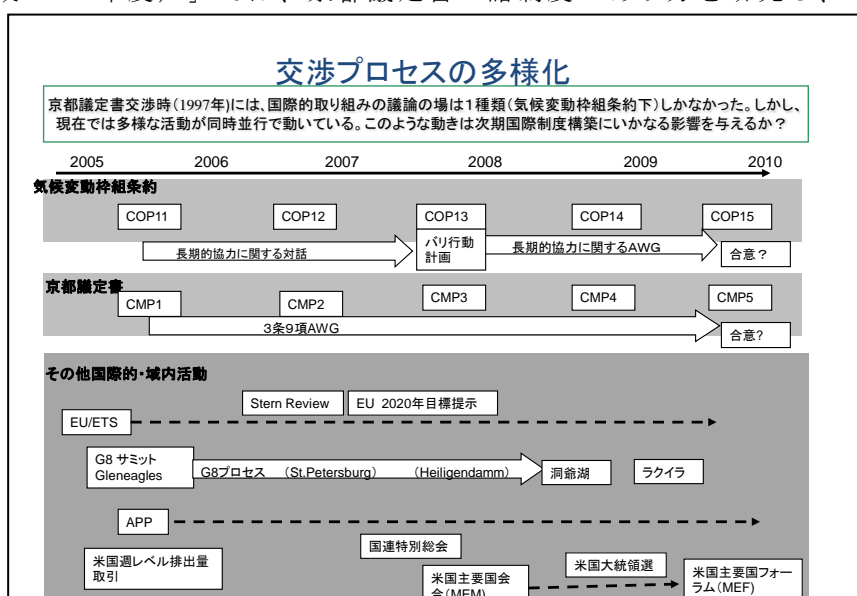 交渉プロセスの多様化
京都議定書交渉時(1997年)には、国際的取り組みの議論の場は1種類(気候変動枠組条約下)しかなかった。しかし、
現在では多様な活動が同時並行で動いている。このような動きは次期国際制度構築にいかなる影響を与えるか?
2005 2006 2007 2008 2009 2010
気候変動枠組条約
COP11 COP12 COP13 COP14 COP15
長期的協力に関する対話
バリ行動
計画
長期的協力に関するAWG
合意?
京都議定書
CMP1 CMP2 CMP3 CMP4 CMP5
3条9項AWG
合意?
その他国際的・域内活動
Stern Review EU 2020年目標提示
EU/ETS
G8 サミット
Gleneagles
G8プロセス (St.Petersburg) (Heiligendamm)
洞爺湖 ラクイラ
APP
国連特別総会
米国週レベル排出量
取引
米国大統領選
米国主要国会
合(MEM)
米国主要国フォー
ラム(MEF)